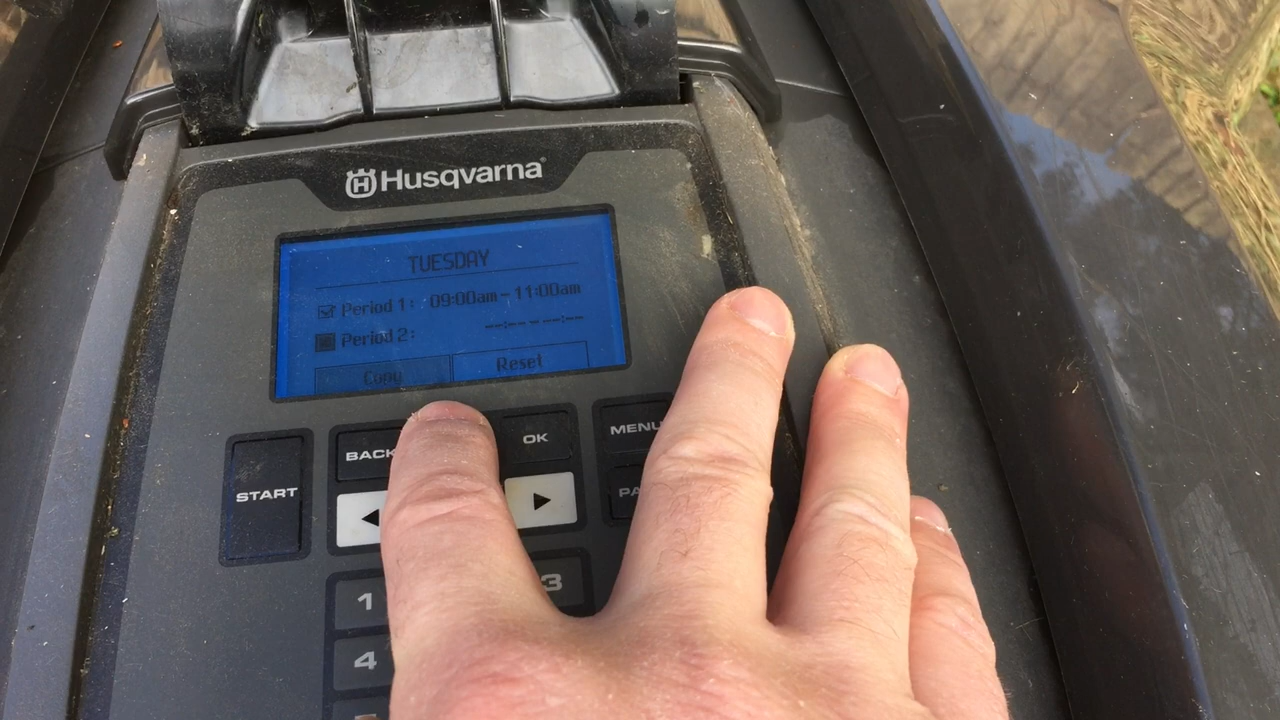 Husqvarna
TUESDAY
Period 1: 09:00am - 11:00am
Period 2: --:-- - --:--
Copy
Reset
BACK
OK
MENU
START
PA
1
3
4